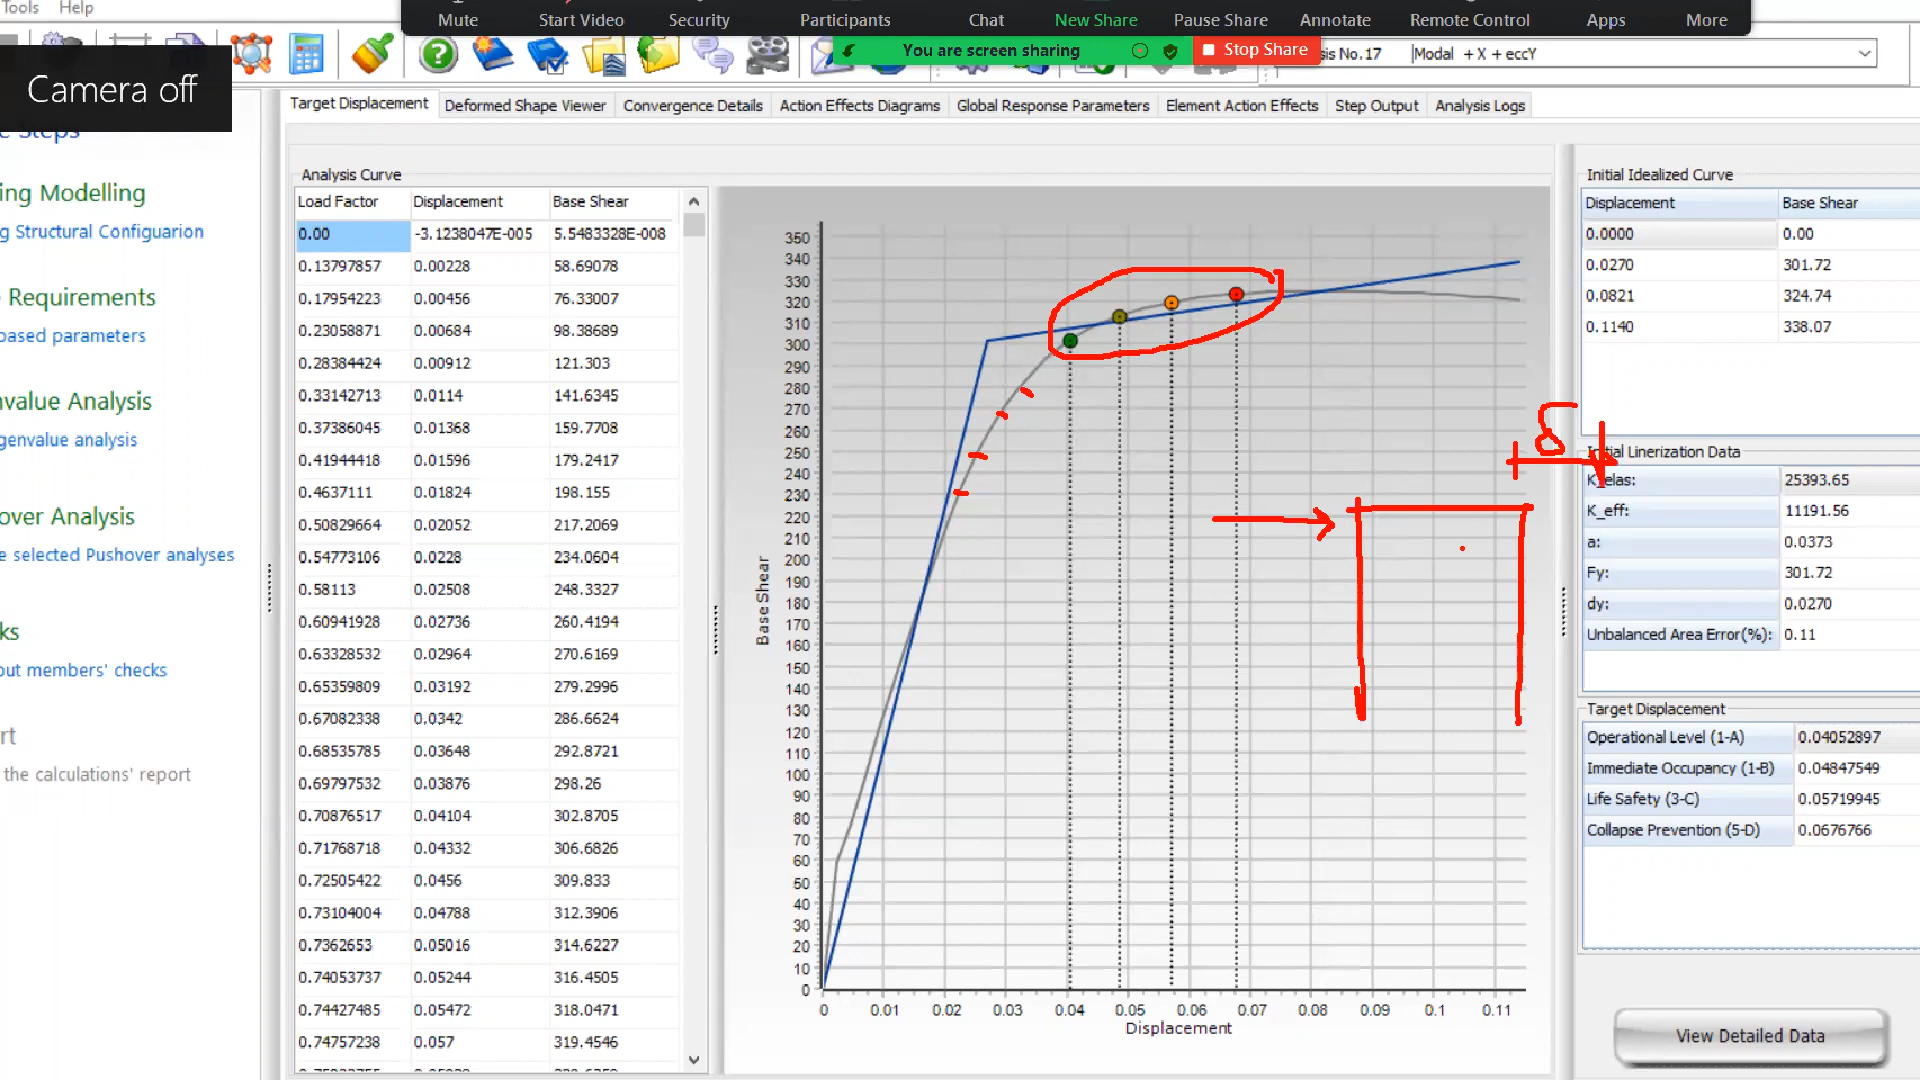 Tools Help
Mute Start Video Security Participants Chat New Share Pause Share Annotate Remote Control Apps More
You are screen sharing Stop Share
sis No.17 Modal +X + eccY
Camera off
Target Displacement Deformed Shape Viewer Convergence Details Action Effects Diagrams Global Response Parameters Element Action Effects Step Output Analysis Logs
e Steps
ing Modelling
g Structural Configuarion
e Requirements
based parameters
nvalue Analysis
genvalue analysis
over Analysis
e selected Pushover analyses
ks
out members' checks
rt
the calculations' report
Analysis Curve
Load Factor Displacement Base Shear
0.00 -3.1238047E-005 5.5483328E-008
0.13797857 0.00228 58.69078
0.17954223 0.00456 76.33007
0.23058871 0.00684 98.38689
0.28384424 0.00912 121.303
0.33142713 0.0114 141.6345
0.37386045 0.01368 159.7708
0.41944418 0.01596 179.2417
0.4637111 0.01824 198.155
0.50829664 0.02052 217.2069
0.54773106 0.0228 234.0604
0.58113 0.02508 248.3327
0.60941928 0.02736 260.4194
0.63328532 0.02964 270.6169
0.65359809 0.03192 279.2996
0.67082338 0.0342 286.6624
0.68535785 0.03648 292.8721
0.69797532 0.03876 298.26
0.70876517 0.04104 302.8705
0.71768718 0.04332 306.6826
0.72505422 0.0456 309.833
0.73104004 0.04788 312.3906
0.7362653 0.05016 314.6227
0.74053737 0.05244 316.4505
0.74427485 0.05472 318.0471
0.74757238 0.057 319.4546
350
340
330
320
310
300
290
280
270
260
250
240
230
220
210
200
190
180
170
160
150
140
130
120
110
100
90
80
70
60
50
40
30
20
10
0
Base Shear
0 0.01 0.02 0.03 0.04 0.05 0.06 0.07 0.08 0.09 0.1 0.11
Displacement
δ
Initial Idealized Curve
Displacement Base Shear
0.0000 0.00
0.0270 301.72
0.0821 324.74
0.1140 338.07
Initial Linerization Data
K_elas: 25393.65
K_eff: 11191.56
a: 0.0373
Fy: 301.72
dy: 0.0270
Unbalanced Area Error(%): 0.11
Target Displacement
Operational Level (1-A) 0.04052897
Immediate Occupancy (1-B) 0.04847549
Life Safety (3-C) 0.05719945
Collapse Prevention (5-D) 0.0676766
View Detailed Data